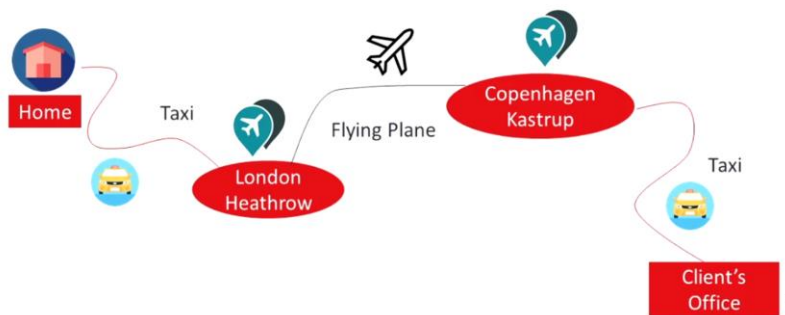 Home
Taxi
London
Heathrow
Flying Plane
Copenhagen
Kastrup
Taxi
Client's
Office